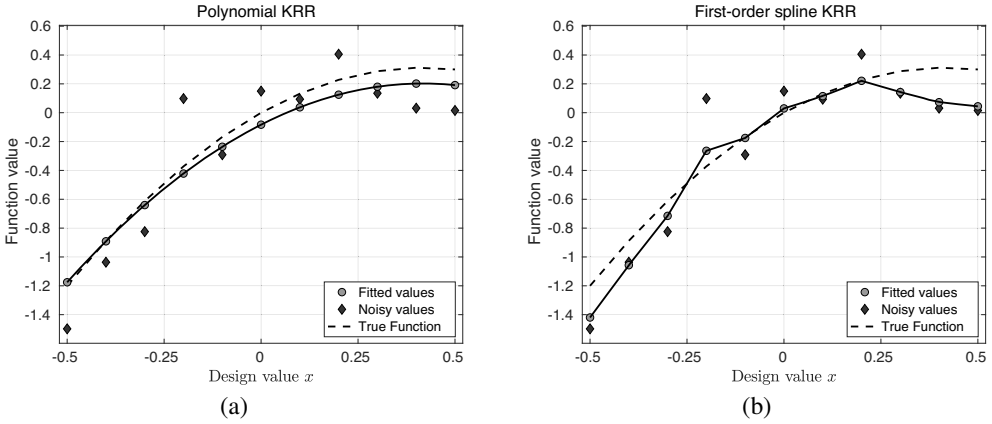 Polynomial KRR
0.6
0.4
0.2
0
-0.2
-0.4
-0.6
-0.8
-1
-1.2
-1.4
Function value
Fitted values
Noisy values
True Function
-0.5 -0.25 0 0.25 0.5
Design value x
(a)
First-order spline KRR
0.6
0.4
0.2
0
-0.2
-0.4
-0.6
-0.8
-1
-1.2
-1.4
Function value
Fitted values
Noisy values
True Function
-0.5 -0.25 0 0.25 0.5
Design value x
(b)